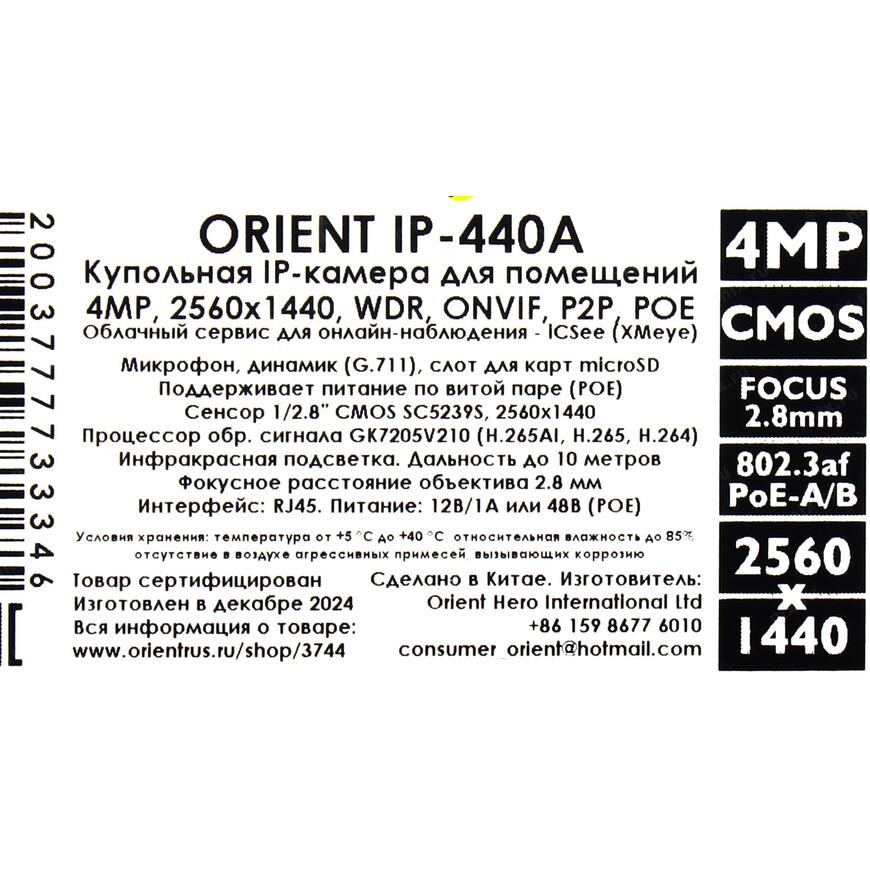 ORIENT IP-440A
Купольная IP-камера для помещений
4MP, 2560x1440, WDR, ONVIF, P2P, POE
Облачный сервис для онлайн-наблюдения - ICSee (XMeye)
Микрофон, динамик (G.711), слот для карт microSD
Поддерживает питание по витой паре (POE)
Сенсор 1/2.8" CMOS SC5239S, 2560x1440
Процессор обр. сигнала GK7205V210 (H.265AI, H.265, H.264)
Инфракрасная подсветка. Дальность до 10 метров
Фокусное расстояние объектива 2.8 мм
Интерфейс: RJ45. Питание: 12В/1А или 48В (POE)
Условия хранения: температура от +5 °C до +40 °C относительная влажность до 85%
отсутствие в воздухе агрессивных примесей, вызывающих коррозию
Товар сертифицирован
Изготовлен в декабре 2024
Вся информация о товаре:
www.orientrus.ru/shop/3744
Сделано в Китае. Изготовитель:
Orient Hero International Ltd
+86 159 8677 6010
consumer_orient@hotmail.com
4MP
CMOS
FOCUS
2.8mm
802.3af
PoE-A/B
2560
x
1440
2003777733346